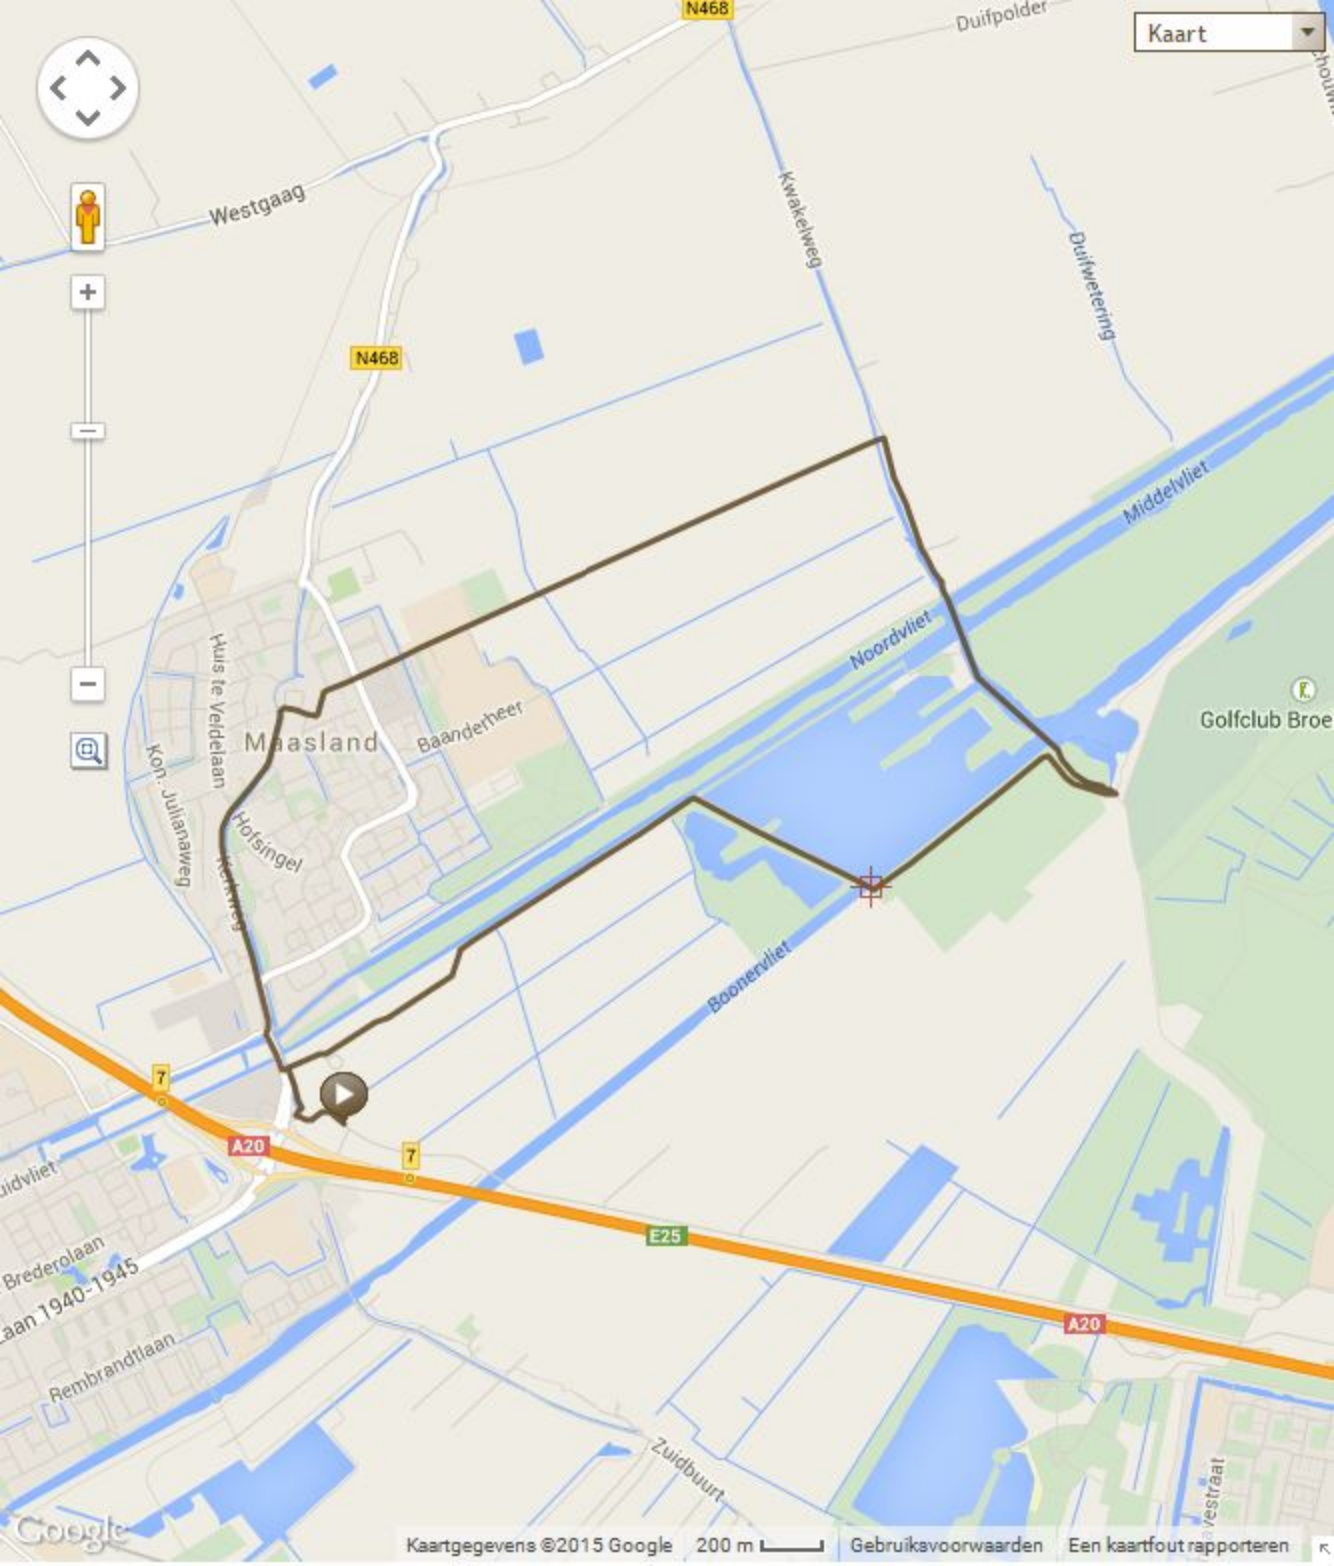 N468
Duifpolder
Kaart
Westgaag
Kwakelweg
Duifwetering
N468
Middelvliet
Noordvliet
Huis te Veldelaan
Golfclub Broe
Maasland
Baanderheer
Kon. Julianaweg
Hofsingel
Kerkweg
Boonervliet
7
A20
7
uidvliet
E25
Brederolaan
Laan 1940-1945
A20
Rembrandtlaan
Zuidbuurt
avestraat
Google
Kaartgegevens ©2015 Google 200 m Gebruiksvoorwaarden Een kaartfout rapporteren